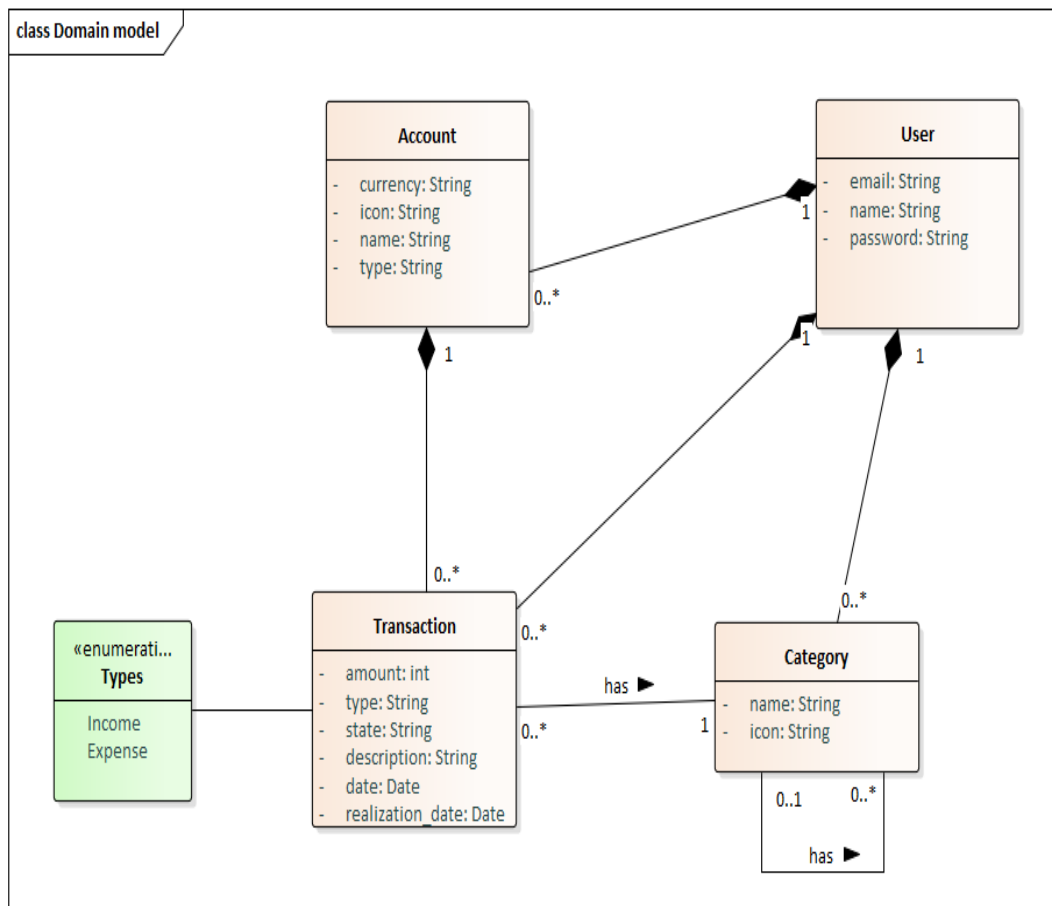 class Domain model
Account
- currency: String
- icon: String
- name: String
- type: String
User
- email: String
- name: String
- password: String
1
0..*
1
1
1
0..*
0..*
0..*
«enumerati...
Types
Income
Expense
Transaction
- amount: int
- type: String
- state: String
- description: String
- date: Date
- realization_date: Date
has ►
0..*
1
Category
- name: String
- icon: String
0..1
0..*
has ►